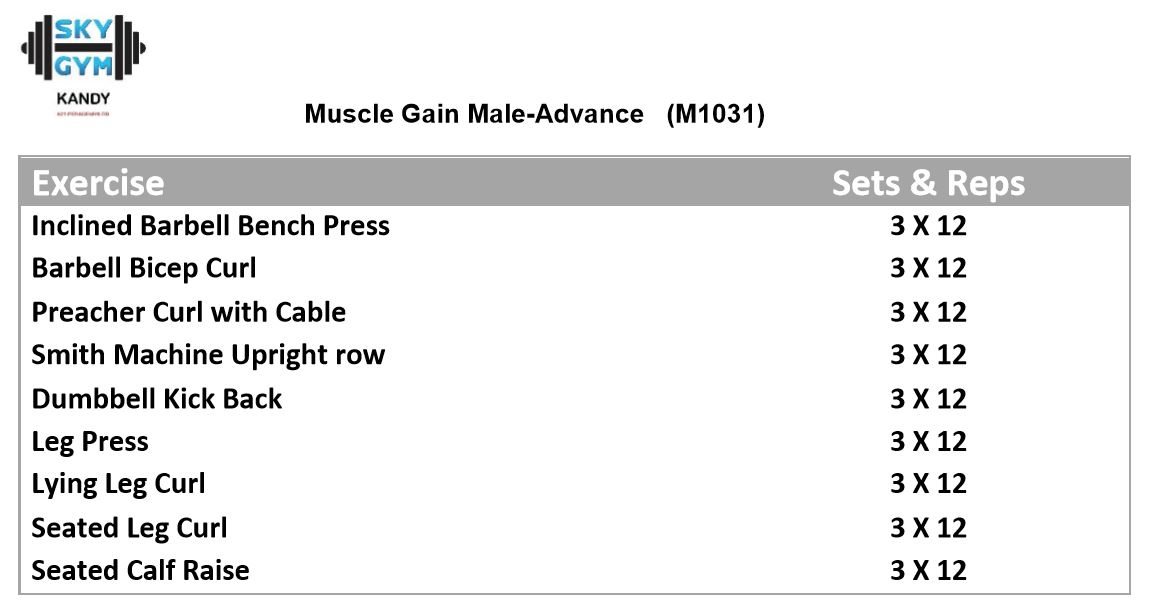 SKY
GYM
KANDY
Muscle Gain Male-Advance (M1031)
Exercise Sets & Reps
Inclined Barbell Bench Press 3 X 12
Barbell Bicep Curl 3 X 12
Preacher Curl with Cable 3 X 12
Smith Machine Upright row 3 X 12
Dumbbell Kick Back 3 X 12
Leg Press 3 X 12
Lying Leg Curl 3 X 12
Seated Leg Curl 3 X 12
Seated Calf Raise 3 X 12